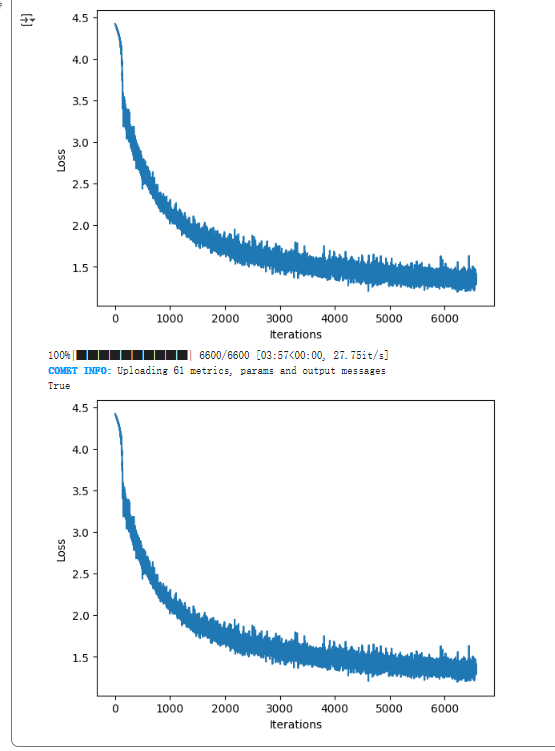 4.5
4.0
3.5
3.0
2.5
2.0
1.5
Loss
0 1000 2000 3000 4000 5000 6000
Iterations
100%|██████████| 6600/6600 [03:57<00:00, 27.75it/s]
COMET INFO: Uploading 61 metrics, params and output messages
True
4.5
4.0
3.5
3.0
2.5
2.0
1.5
Loss
0 1000 2000 3000 4000 5000 6000
Iterations